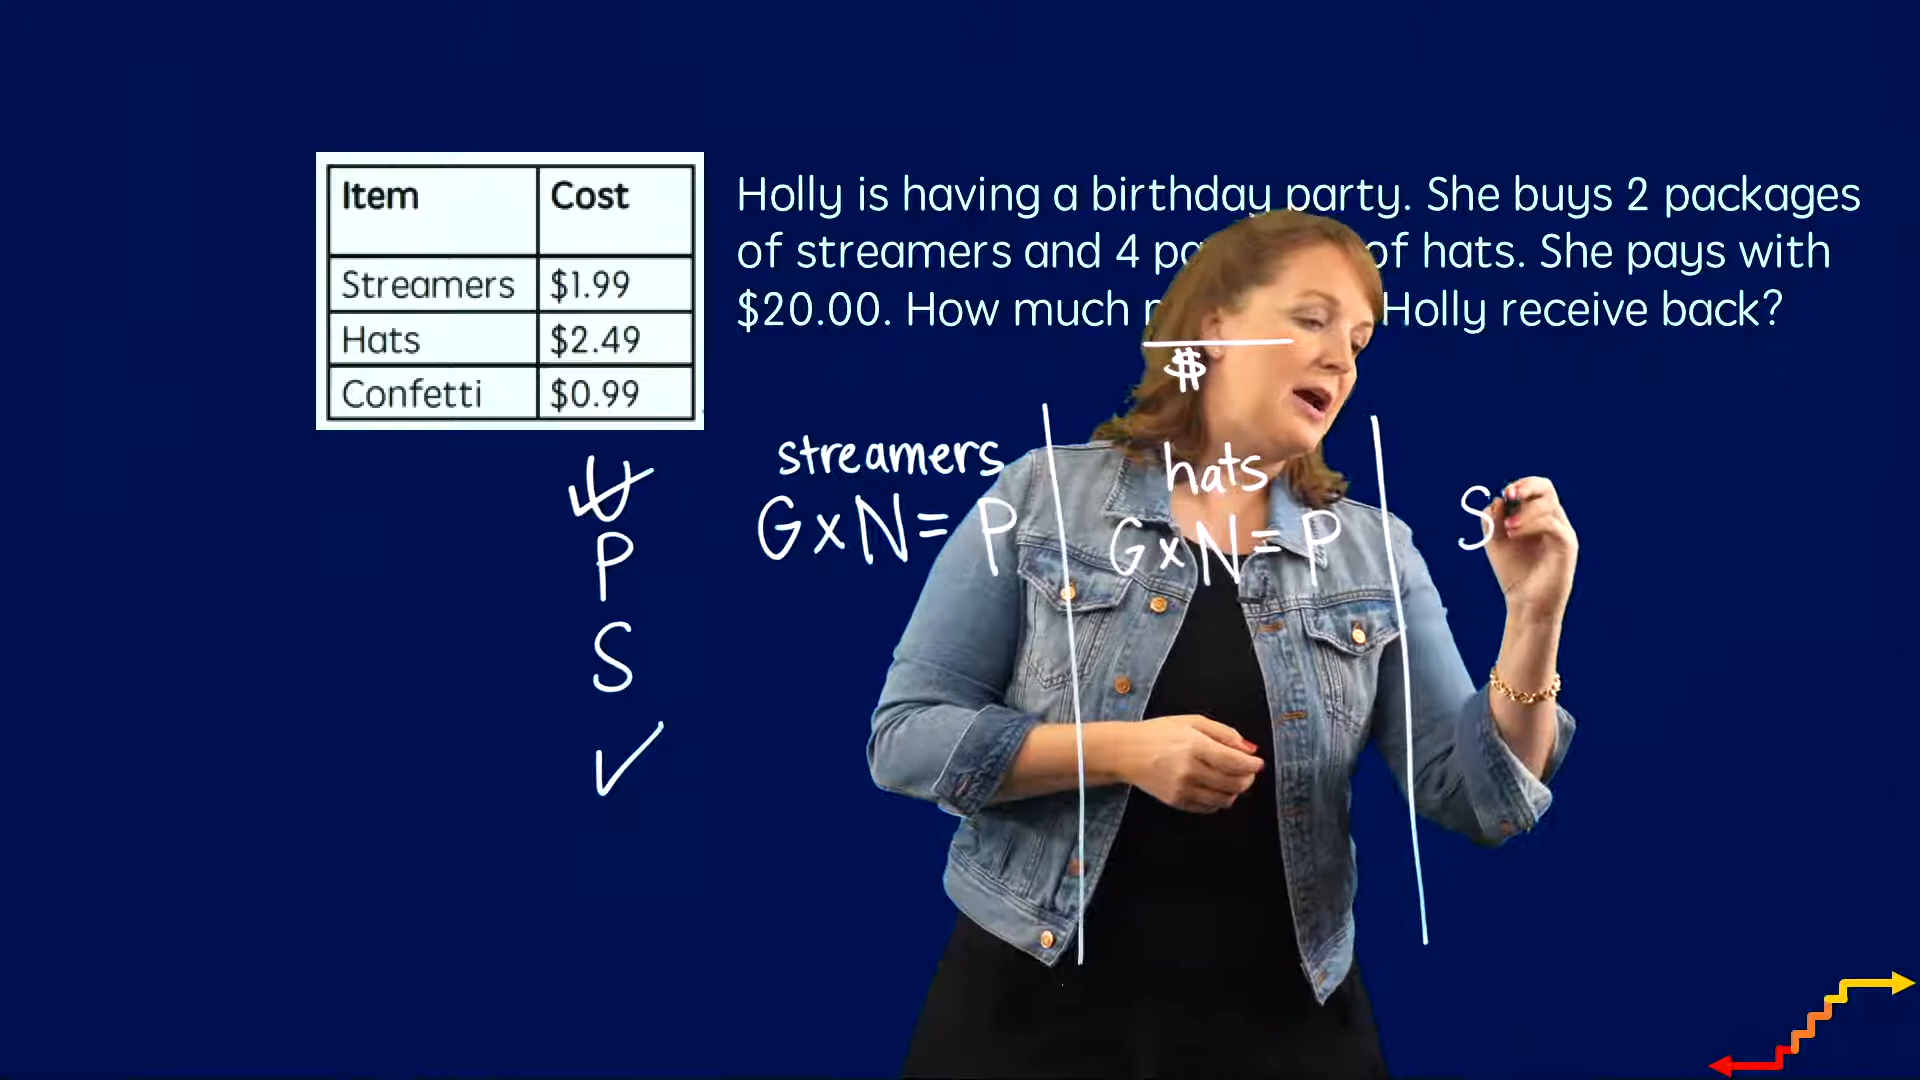 Item Cost
Streamers $1.99
Hats $2.49
Confetti $0.99
Holly is having a birthday party. She buys 2 packages
of streamers and 4 of hats. She pays with
$20.00. How much Holly receive back?
$
U
P
S
✓
streamers
G×N=P
hats
G×N=P
S